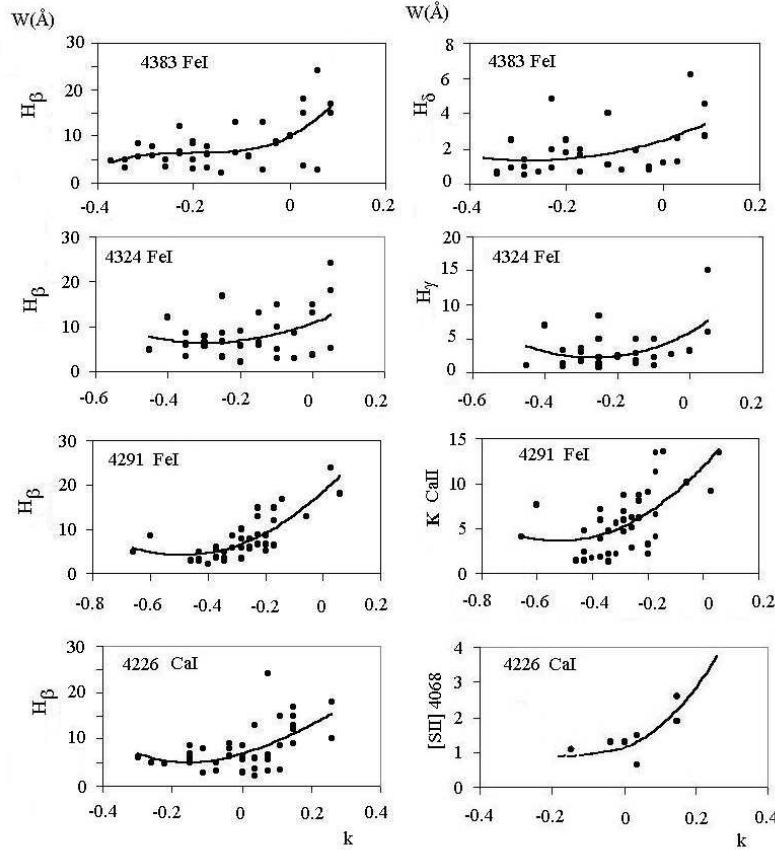 W(Å) W(Å)
30
20
10
0
-0.4 -0.2 0 0.2
Hβ
4383 FeI
8
6
4
2
0
-0.4 -0.2 0 0.2
Hδ
4383 FeI
30
20
10
0
-0.6 -0.4 -0.2 0 0.2
Hβ
4324 FeI
20
15
10
5
0
-0.6 -0.4 -0.2 0 0.2
Hγ
4324 FeI
30
20
10
0
-0.8 -0.6 -0.4 -0.2 0 0.2
Hβ
4291 FeI
15
10
5
0
-0.8 -0.6 -0.4 -0.2 0 0.2
K CaII
4291 FeI
30
20
10
0
-0.4 -0.2 0 0.2 0.4
Hβ
4226 CaI
k
4
3
2
1
0
-0.4 -0.2 0 0.2 0.4
[SII] 4068
4226 CaI
k